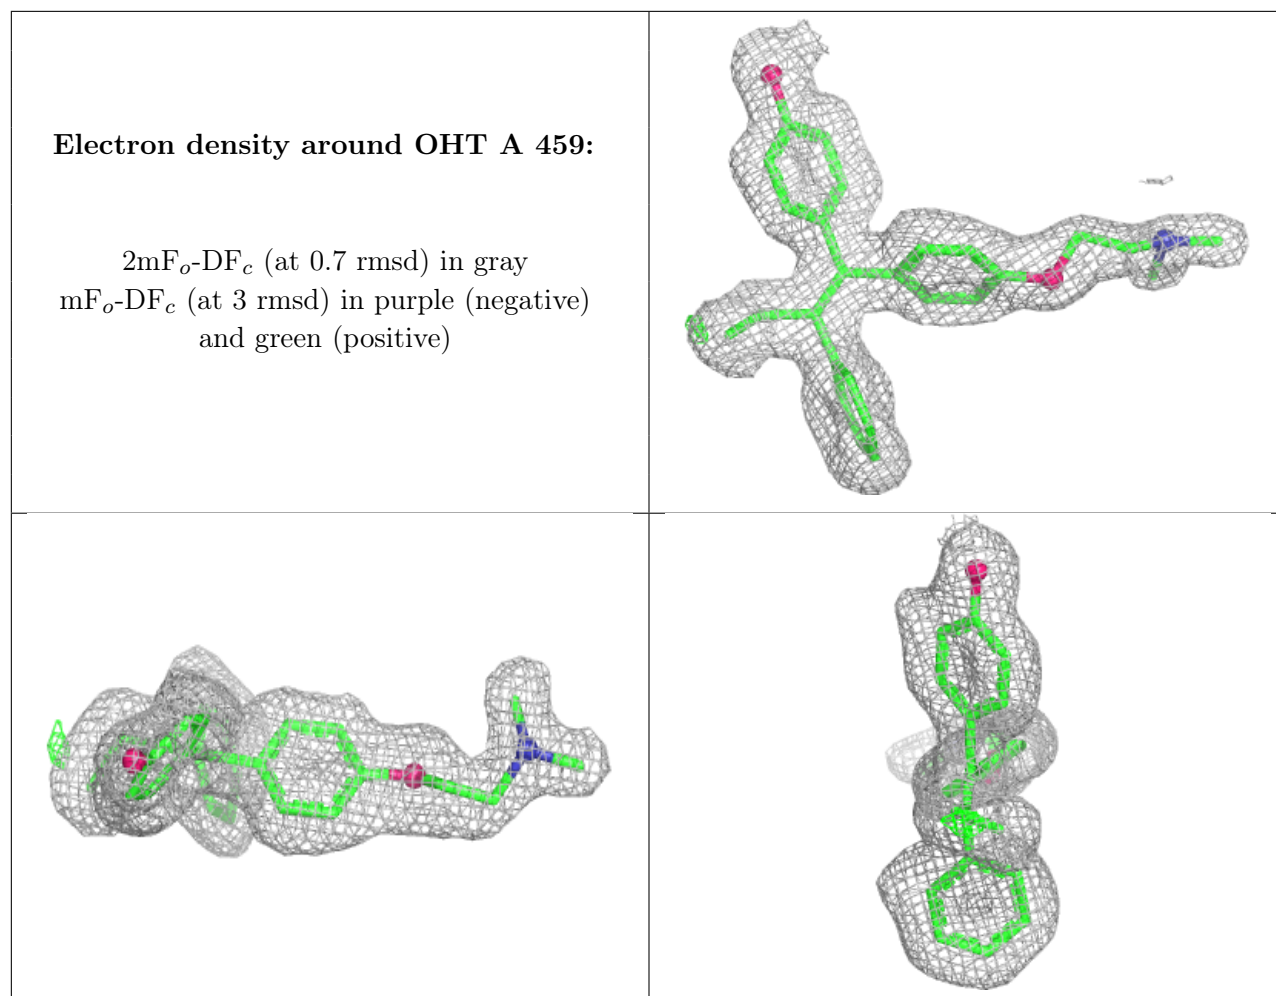 Electron density around OHT A 459:
2mFo-DFc (at 0.7 rmsd) in gray
mFo-DFc (at 3 rmsd) in purple (negative)
and green (positive)